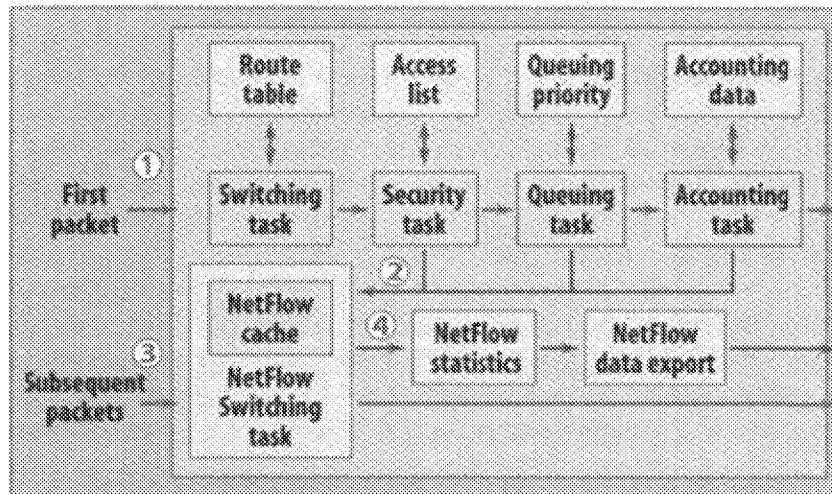 Route
table
Access
list
Queuing
priority
Accounting
data
1
First
packet
Switching
task
Security
task
Queuing
task
Accounting
task
2
NetFlow
cache
3
4
NetFlow
statistics
NetFlow
data export
Subsequent
packets
NetFlow
Switching
task